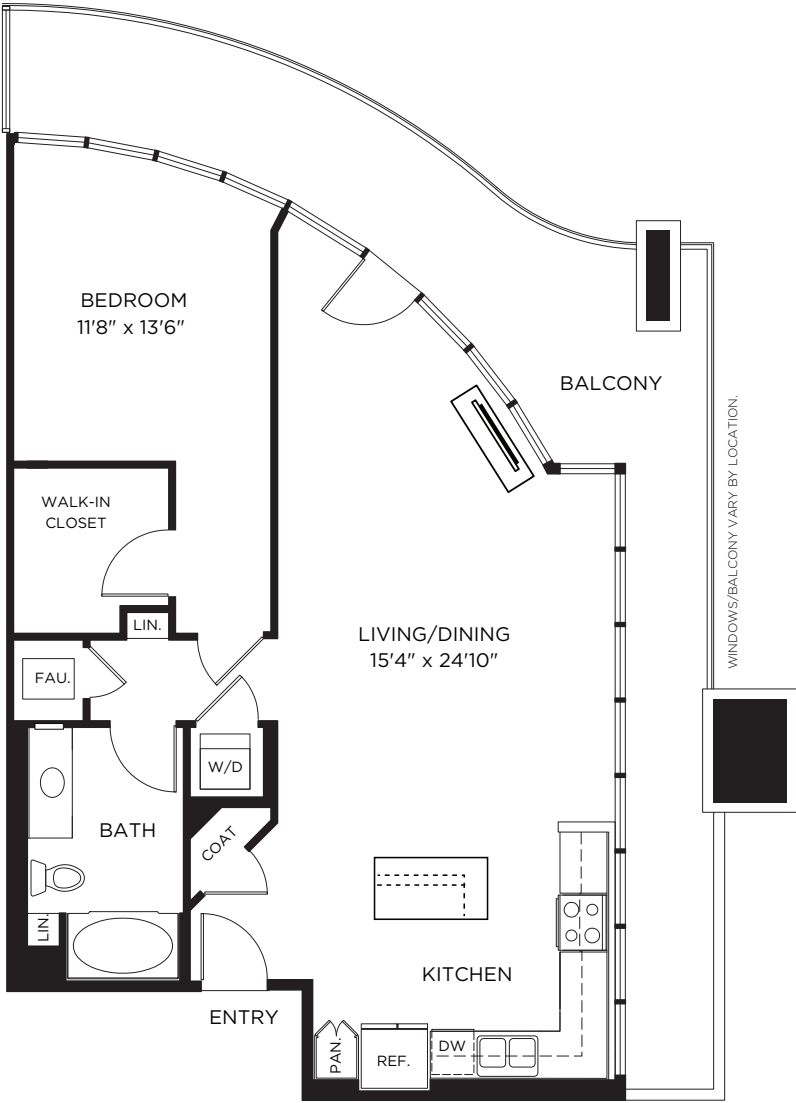 BEDROOM
11'8" x 13'6"
BALCONY
WINDOWS/BALCONY VARY BY LOCATION.
WALK-IN
CLOSET
LIN.
LIVING/DINING
15'4" x 24'10"
FAU.
W/D
BATH
COAT
LIN.
KITCHEN
ENTRY
PAN.
REF.
DW